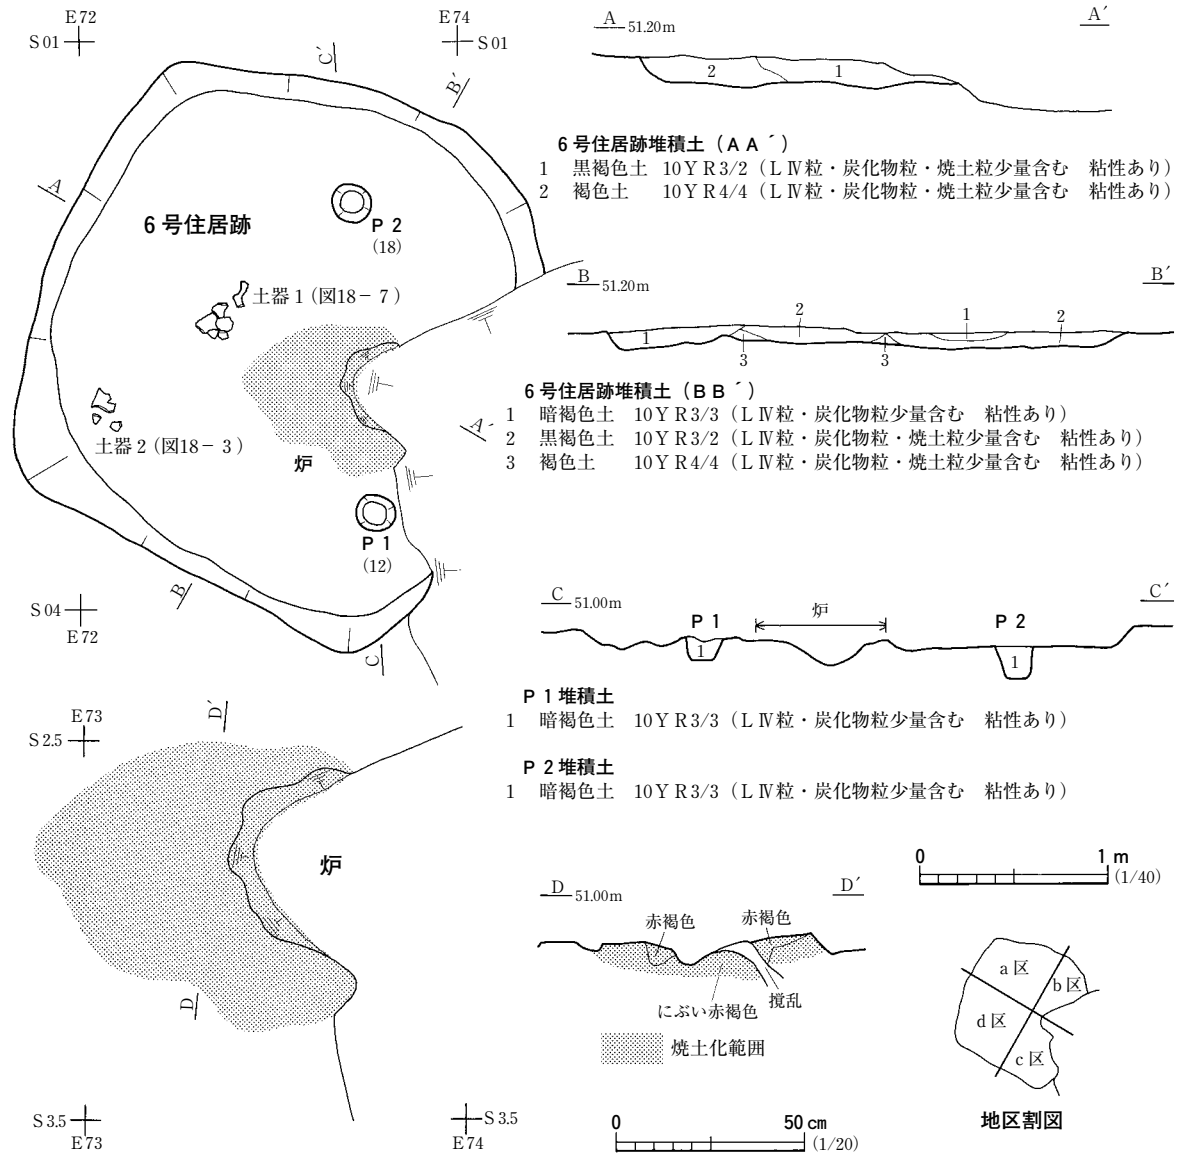 E72
S01
E74
S01
C′
B′
A
6号住居跡
P2
(18)
土器1(図18-7)
土器2(図18-3)
炉
A′
P1
(12)
B
C
S04
E72
A 51.20m A′
2 1
6号住居跡堆積土(AA´)
1 黒褐色土 10YR3/2(LⅣ粒・炭化物粒・焼土粒少量含む 粘性あり)
2 褐色土 10YR4/4(LⅣ粒・炭化物粒・焼土粒少量含む 粘性あり)
B 51.20m B′
1 3 2 3 1 2
6号住居跡堆積土(BB´)
1 暗褐色土 10YR3/3(LⅣ粒・炭化物粒少量含む 粘性あり)
2 黒褐色土 10YR3/2(LⅣ粒・炭化物粒・焼土粒少量含む 粘性あり)
3 褐色土 10YR4/4(LⅣ粒・炭化物粒・焼土粒少量含む 粘性あり)
C 51.00m C′
P1 炉 P2
1 1
P1堆積土
1 暗褐色土 10YR3/3(LⅣ粒・炭化物粒少量含む 粘性あり)
P2堆積土
1 暗褐色土 10YR3/3(LⅣ粒・炭化物粒少量含む 粘性あり)
E73
S2.5
D′
炉
D
S3.5
E73
S3.5
E74
D 51.00m D′
赤褐色 赤褐色
にぶい赤褐色 撹乱
焼土化範囲
0 50cm
(1/20)
0 1m
(1/40)
a区
b区
d区
c区
地区割図